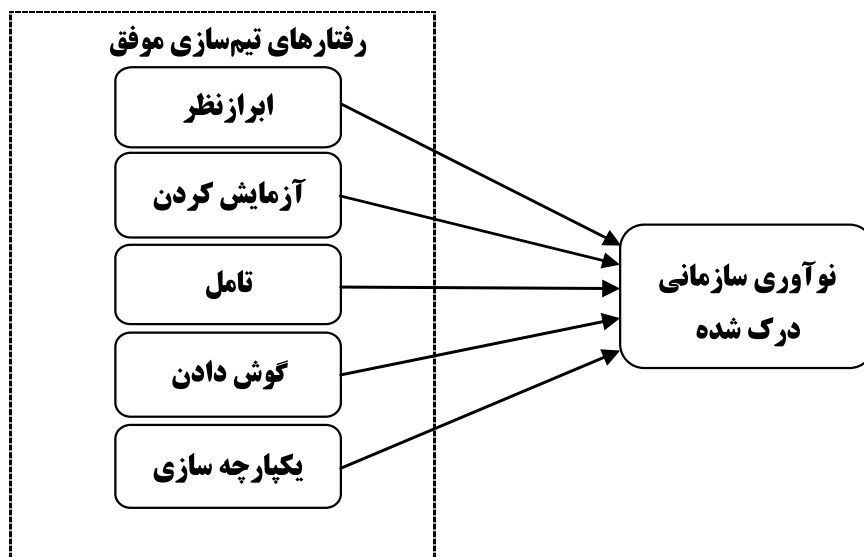 رفتارهای تیم‌سازی موفق
ابرازنظر
آزمایش کردن
تامل
گوش دادن
یکپارچه سازی
نوآوری سازمانی
درک شده